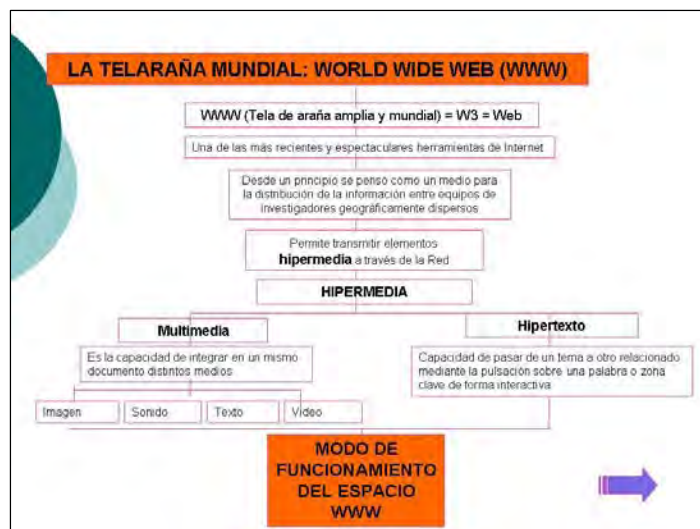 LA TELARAÑA MUNDIAL: WORLD WIDE WEB (WWW)
WWW (Tela de araña amplia y mundial) = W3 = Web
Una de las más recientes y espectaculares herramientas de Internet
Desde un principio se pensó como un medio para
la distribución de la información entre equipos de
investigadores geográficamente dispersos
Permite transmitir elementos
hipermedia a través de la Red
HIPERMEDIA
Multimedia
Es la capacidad de integrar en un mismo
documento distintos medios
Imagen
Sonido
Texto
Vídeo
Hipertexto
Capacidad de pasar de un tema a otro relacionado
mediante la pulsación sobre una palabra o zona
clave de forma interactiva
MODO DE
FUNCIONAMIENTO
DEL ESPACIO
WWW